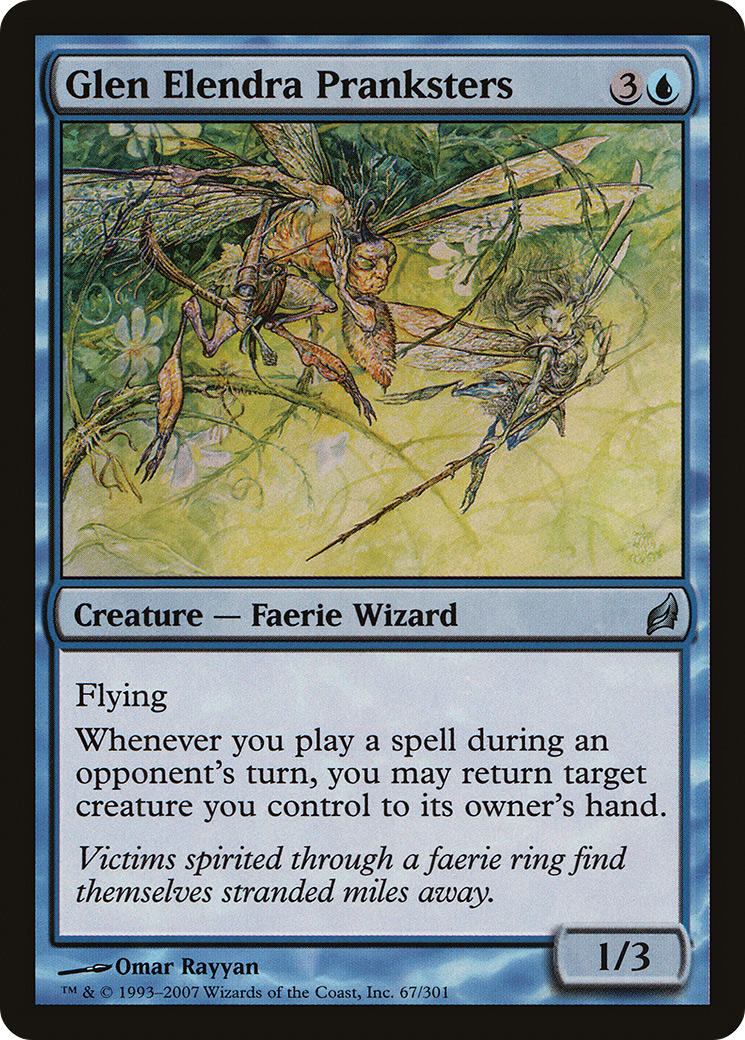 Glen Elendra Pranksters 3
Creature — Faerie Wizard
Flying
Whenever you play a spell during an
opponent's turn, you may return target
creature you control to its owner's hand.
Victims spirited through a faerie ring find
themselves stranded miles away.
1/3
Omar Rayyan
™ & © 1993–2007 Wizards of the Coast, Inc. 67/301